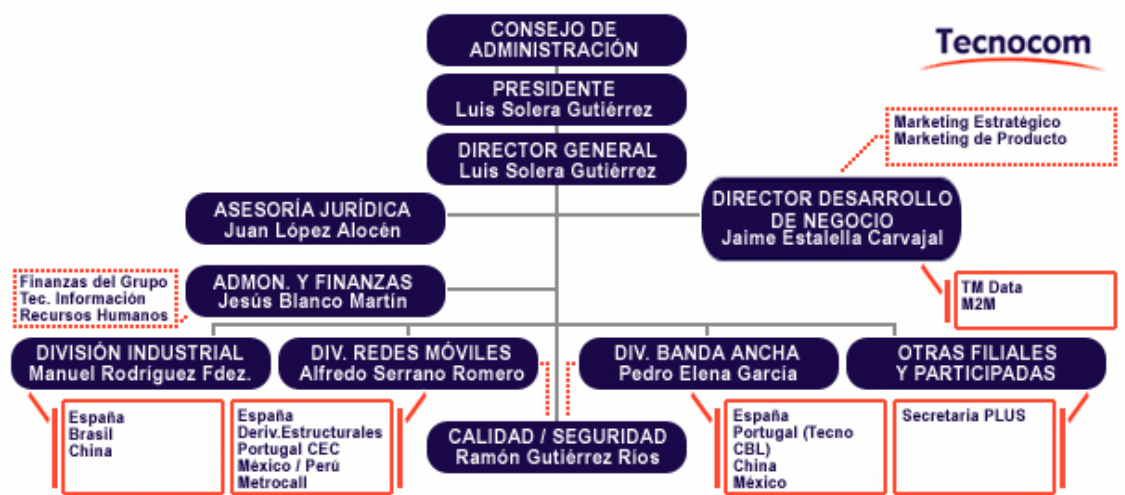 CONSEJO DE
ADMINISTRACIÓN
Tecnocom
PRESIDENTE
Luis Solera Gutiérrez
Marketing Estratégico
Marketing de Producto
DIRECTOR GENERAL
Luis Solera Gutiérrez
ASESORÍA JURÍDICA
Juan López Alocén
DIRECTOR DESARROLLO
DE NEGOCIO
Jaime Estalella Carvajal
Finanzas del Grupo
Tec. Información
Recursos Humanos
ADMON. Y FINANZAS
Jesús Blanco Martín
TM Data
M2M
DIVISIÓN INDUSTRIAL
Manuel Rodríguez Fdez.
DIV. REDES MÓVILES
Alfredo Serrano Romero
DIV. BANDA ANCHA
Pedro Elena García
OTRAS FILIALES
Y PARTICIPADAS
España
Brasil
China
España
Deriv.Estructurales
Portugal CEC
México / Perú
Metrocall
CALIDAD / SEGURIDAD
Ramón Gutiérrez Ríos
España
Portugal (Tecno
CBL)
China
México
Secretaria PLUS